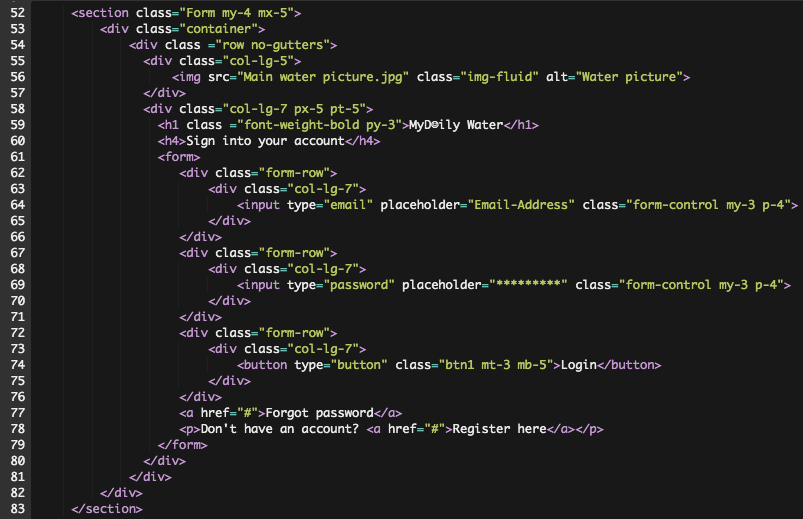 52 <section class="Form my-4 mx-5">
53 <div class="container">
54 <div class ="row no-gutters">
55 <div class="col-lg-5">
56 <img src="Main water picture.jpg" class="img-fluid" alt="Water picture">
57 </div>
58 <div class="col-lg-7 px-5 pt-5">
59 <h1 class ="font-weight-bold py-3">MyD☺ily Water</h1>
60 <h4>Sign into your account</h4>
61 <form>
62 <div class="form-row">
63 <div class="col-lg-7">
64 <input type="email" placeholder="Email-Address" class="form-control my-3 p-4">
65 </div>
66 </div>
67 <div class="form-row">
68 <div class="col-lg-7">
69 <input type="password" placeholder="*********" class="form-control my-3 p-4">
70 </div>
71 </div>
72 <div class="form-row">
73 <div class="col-lg-7">
74 <button type="button" class="btn1 mt-3 mb-5">Login</button>
75 </div>
76 </div>
77 <a href="#">Forgot password</a>
78 <p>Don't have an account? <a href="#">Register here</a></p>
79 </form>
80 </div>
81 </div>
82 </div>
83 </section>